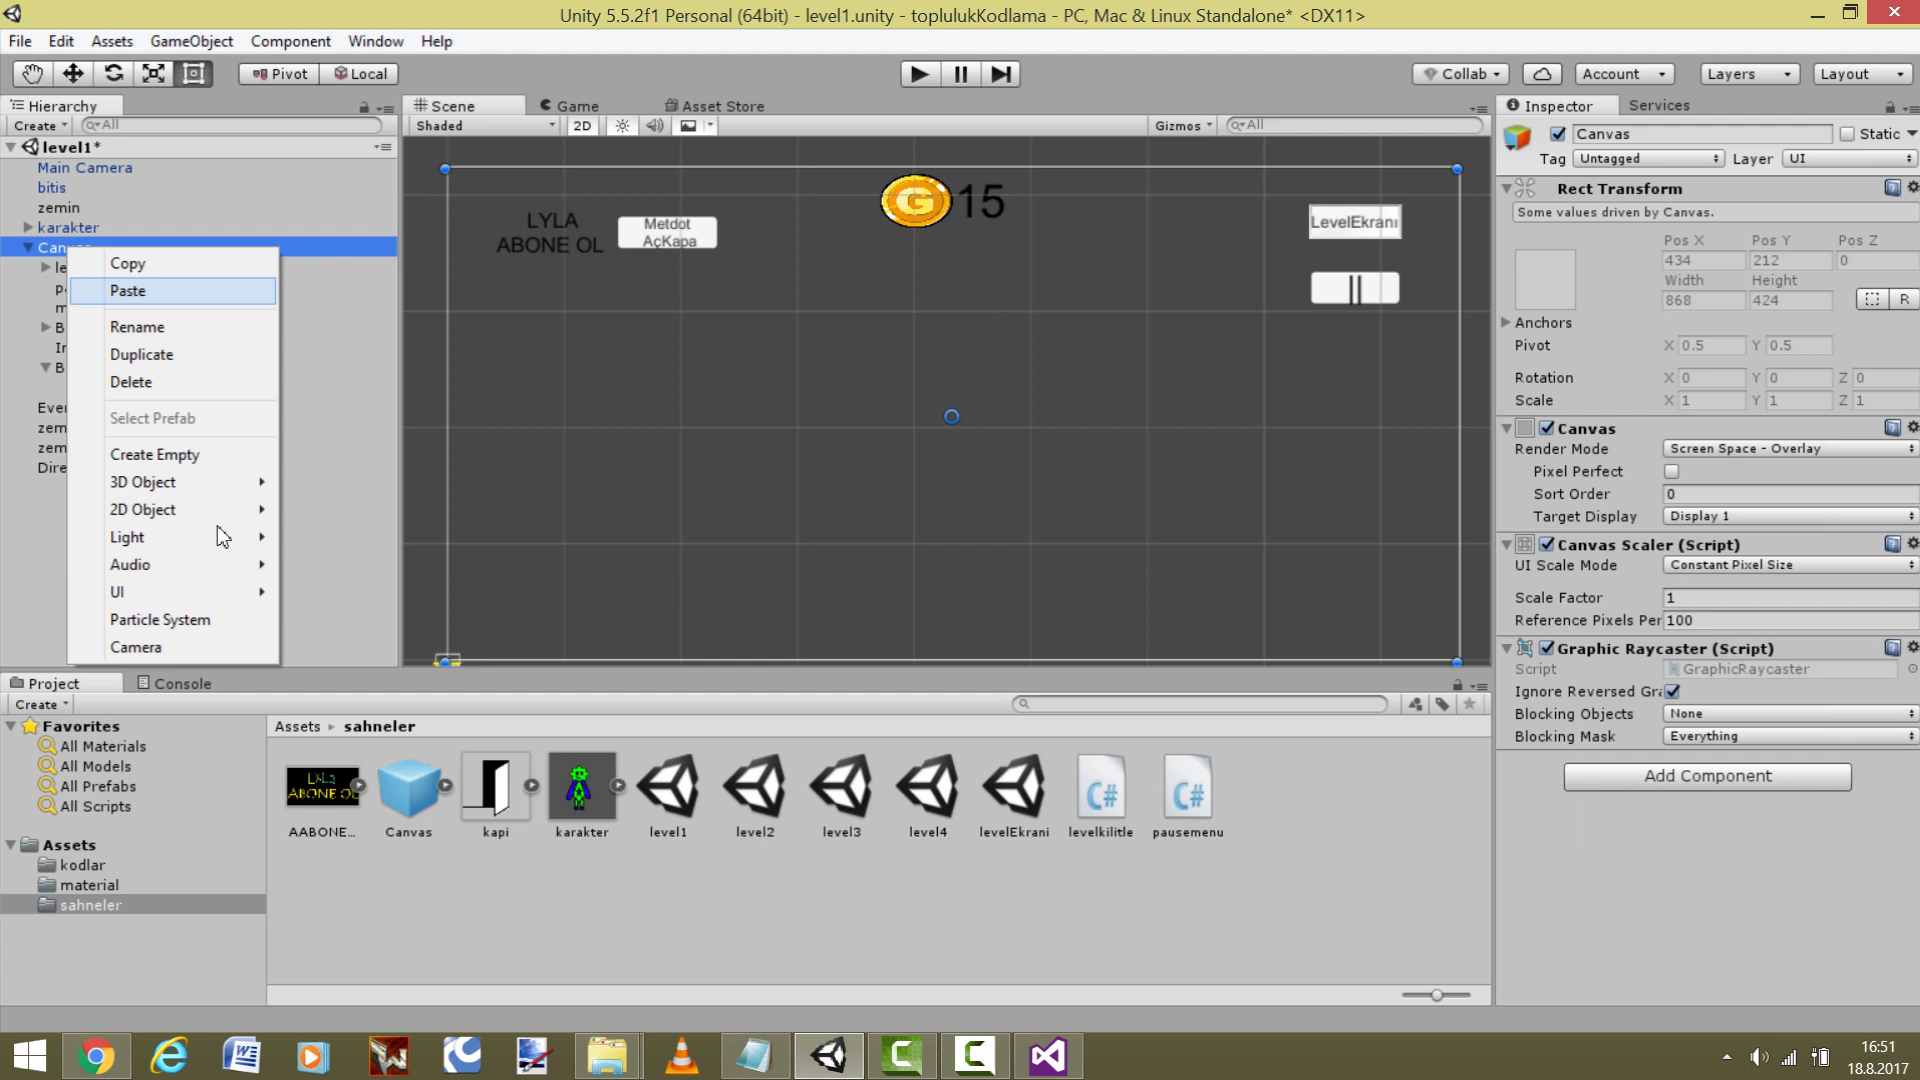 Unity 5.5.2f1 Personal (64bit) - level1.unity - toplulukKodlama - PC, Mac & Linux Standalone* <DX11>
File Edit Assets GameObject Component Window Help
Pivot Local Collab Account Layers Layout
Hierarchy
Create All
level1*
Main Camera
bitis
zemin
karakter
Copy
Paste
Rename
Duplicate
Delete
Select Prefab
Create Empty
3D Object
2D Object
Light
Audio
UI
Particle System
Camera
Scene Game Asset Store
Shaded 2D Gizmos All
LYLA
ABONE OL
Metdot
AçKapa
G 15
LevelEkranı
||
Inspector Services
Canvas Static
Tag Untagged Layer UI
Rect Transform
Some values driven by Canvas.
Pos X Pos Y Pos Z
434 212 0
Width Height
868 424
R
Anchors
Pivot X 0.5 Y 0.5
Rotation X 0 Y 0 Z 0
Scale X 1 Y 1 Z 1
Canvas
Render Mode Screen Space - Overlay
Pixel Perfect
Sort Order 0
Target Display Display 1
Canvas Scaler (Script)
UI Scale Mode Constant Pixel Size
Scale Factor 1
Reference Pixels Per 100
Graphic Raycaster (Script)
Script GraphicRaycaster
Ignore Reversed Gra
Blocking Objects None
Blocking Mask Everything
Add Component
Project Console
Create
Favorites
All Materials
All Models
All Prefabs
All Scripts
Assets
kodlar
material
sahneler
Assets ▸ sahneler
LYLA
ABONE OL
C# C#
AABONE... Canvas kapi karakter level1 level2 level3 level4 levelEkrani levelkilitle pausemenu
16:51
18.8.2017